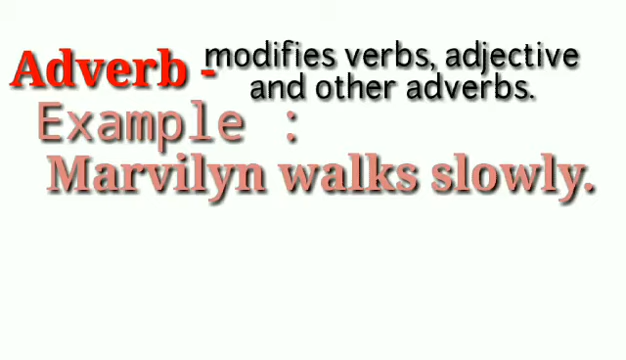 Adverb - modifies verbs, adjective
and other adverbs.
Example :
Marvilyn walks slowly.